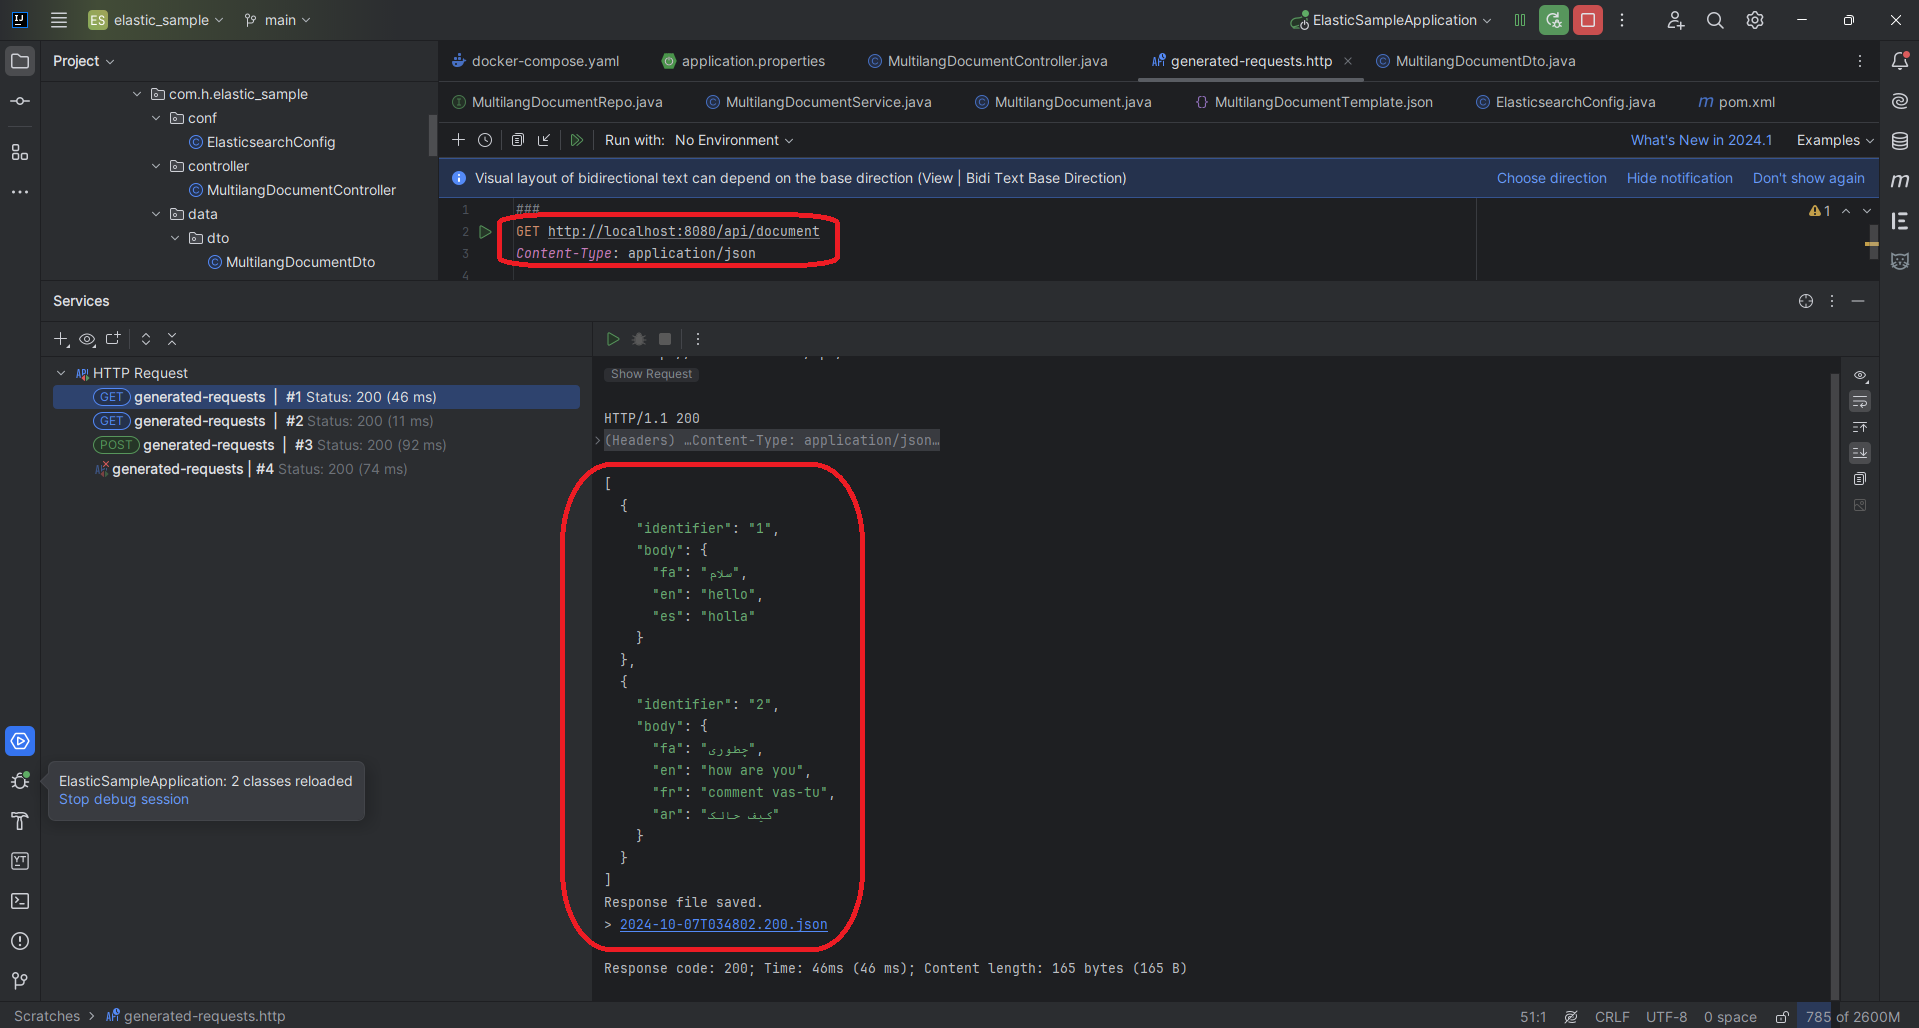 ES elastic_sample main ElasticSampleApplication
Project
docker-compose.yaml application.properties MultilangDocumentController.java generated-requests.http MultilangDocumentDto.java
com.h.elastic_sample
MultilangDocumentRepo.java MultilangDocumentService.java MultilangDocument.java MultilangDocumentTemplate.json ElasticsearchConfig.java pom.xml
conf
ElasticsearchConfig
Run with: No Environment What's New in 2024.1 Examples
controller
Visual layout of bidirectional text can depend on the base direction (View | Bidi Text Base Direction) Choose direction Hide notification Don't show again
MultilangDocumentController
data
1 ###
2 GET http://localhost:8080/api/document
3 Content-Type: application/json
4
1
dto
MultilangDocumentDto
Services
HTTP Request
GET generated-requests | #1 Status: 200 (46 ms)
GET generated-requests | #2 Status: 200 (11 ms)
POST generated-requests | #3 Status: 200 (92 ms)
generated-requests | #4 Status: 200 (74 ms)
Show Request
HTTP/1.1 200
(Headers) …Content-Type: application/json…
[
{
"identifier": "1",
"body": {
"fa": "سلام",
"en": "hello",
"es": "holla"
}
},
{
"identifier": "2",
"body": {
"fa": "چطوری",
"en": "how are you",
"fr": "comment vas-tu",
"ar": "کیف حالک"
}
}
]
Response file saved.
> 2024-10-07T034802.200.json
Response code: 200; Time: 46ms (46 ms); Content length: 165 bytes (165 B)
ElasticSampleApplication: 2 classes reloaded
Stop debug session
Scratches > generated-requests.http
51:1 CRLF UTF-8 0 space 785 of 2600M